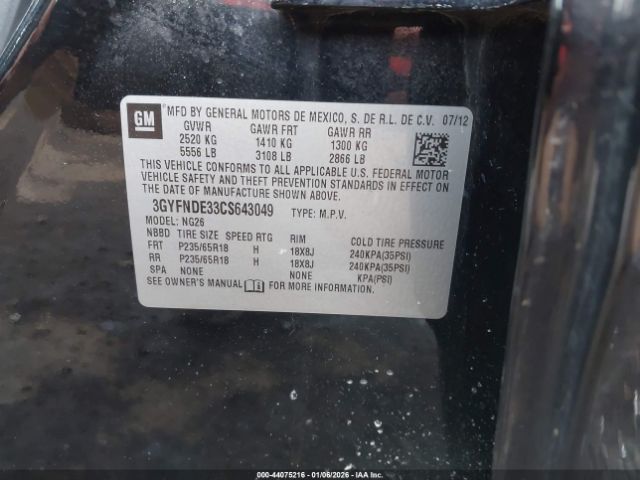 GM
MFD BY GENERAL MOTORS DE MEXICO, S. DE R.L. DE C.V. 07/12
GVWR GAWR FRT GAWR RR
2520 KG 1410 KG 1300 KG
5556 LB 3108 LB 2866 LB
THIS VEHICLE CONFORMS TO ALL APPLICABLE U.S. FEDERAL MOTOR
VEHICLE SAFETY AND THEFT PREVENTION STANDARDS IN EFFECT ON
THE DATE OF MANUFACTURE SHOWN ABOVE.
3GYFNDE33CS643049 TYPE: M.P.V.
MODEL: NG26
NBBD TIRE SIZE SPEED RTG RIM COLD TIRE PRESSURE
FRT P235/65R18 H 18X8J 240KPA(35PSI)
RR P235/65R18 H 18X8J 240KPA(35PSI)
SPA NONE NONE KPA(PSI)
SEE OWNER'S MANUAL FOR MORE INFORMATION.
000-44075216 - 01/06/2026 - IAAI.COM